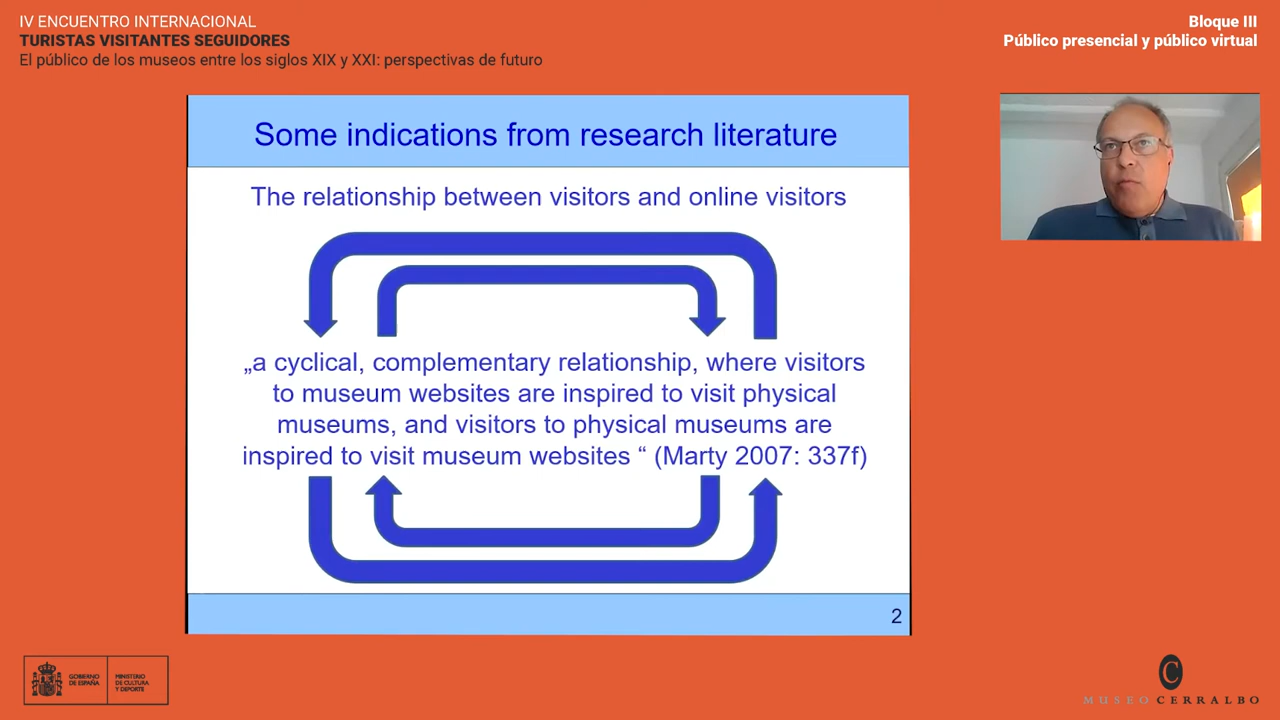 IV ENCUENTRO INTERNACIONAL
TURISTAS VISITANTES SEGUIDORES
El público de los museos entre los siglos XIX y XXI: perspectivas de futuro
Bloque III
Público presencial y público virtual
Some indications from research literature
The relationship between visitors and online visitors
„a cyclical, complementary relationship, where visitors
to museum websites are inspired to visit physical
museums, and visitors to physical museums are
inspired to visit museum websites “ (Marty 2007: 337f)
2
GOBIERNO
DE ESPAÑA
MINISTERIO
DE CULTURA
Y DEPORTE
C
MUSEO CERRALBO